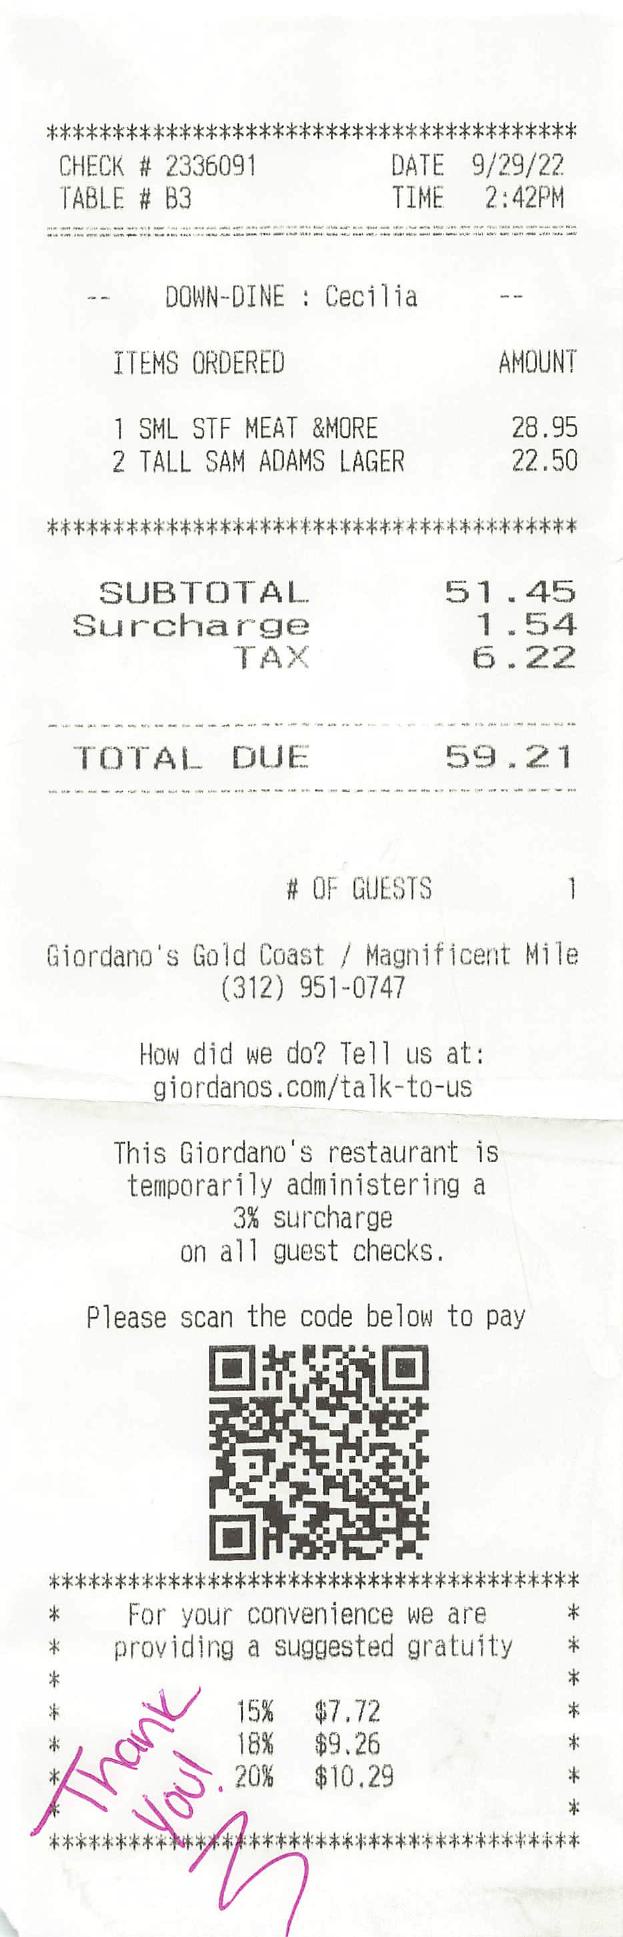 ****************************************
CHECK # 2336091 DATE 9/29/22
TABLE # B3 TIME 2:42PM
-- DOWN-DINE : Cecilia --
ITEMS ORDERED AMOUNT
1 SML STF MEAT &MORE 28.95
2 TALL SAM ADAMS LAGER 22.50
****************************************
SUBTOTAL 51.45
Surcharge 1.54
TAX 6.22
TOTAL DUE 59.21
# OF GUESTS 1
Giordano's Gold Coast / Magnificent Mile
(312) 951-0747
How did we do? Tell us at:
giordanos.com/talk-to-us
This Giordano's restaurant is
temporarily administering a
3% surcharge
on all guest checks.
Please scan the code below to pay
****************************************
* For your convenience we are *
* providing a suggested gratuity *
* *
* 15% $7.72 *
* 18% $9.26 *
* 20% $10.29 *
* *
****************************************
Thank
you!